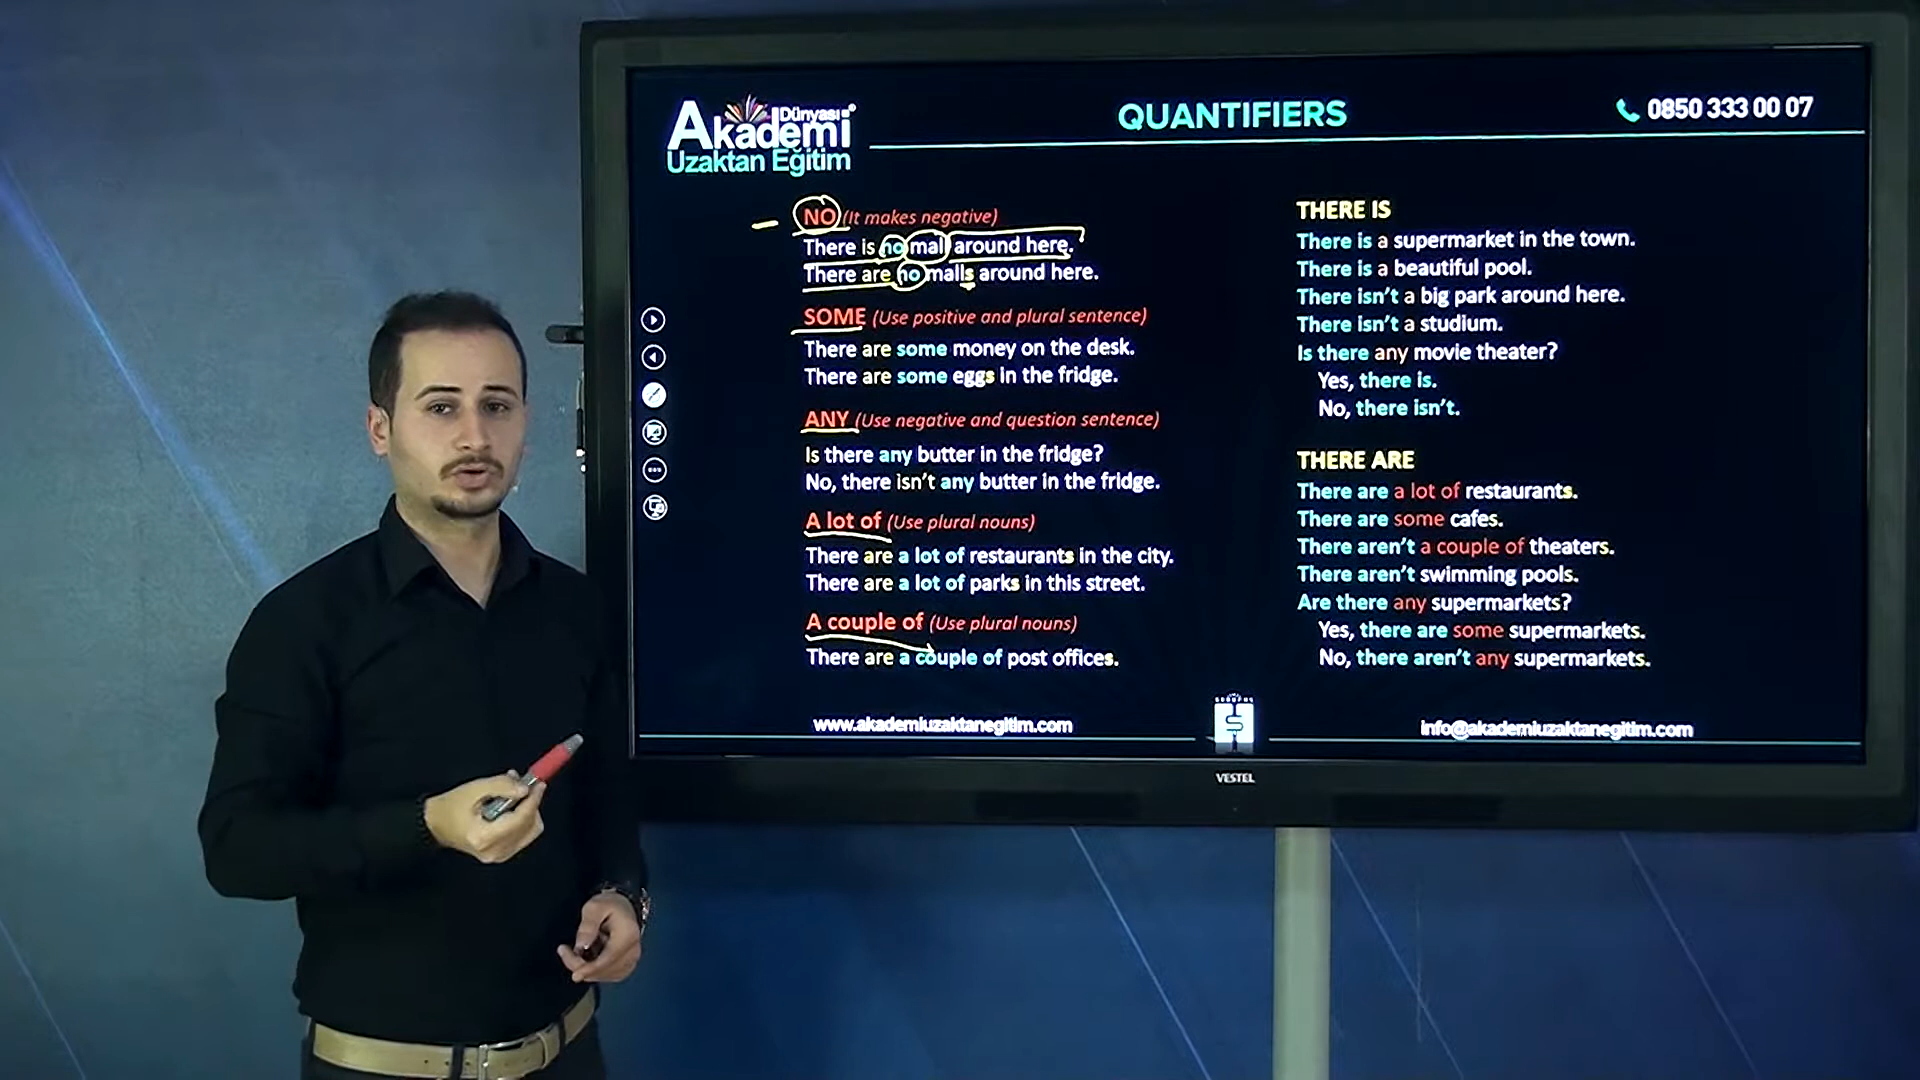 Akademi Dünyası
Uzaktan Eğitim
QUANTIFIERS
0850 333 00 07
NO (It makes negative)
There is no mall around here.
There are no malls around here.
SOME (Use positive and plural sentence)
There are some money on the desk.
There are some eggs in the fridge.
ANY (Use negative and question sentence)
Is there any butter in the fridge?
No, there isn't any butter in the fridge.
A lot of (Use plural nouns)
There are a lot of restaurants in the city.
There are a lot of parks in this street.
A couple of (Use plural nouns)
There are a couple of post offices.
THERE IS
There is a supermarket in the town.
There is a beautiful pool.
There isn't a big park around here.
There isn't a studium.
Is there any movie theater?
Yes, there is.
No, there isn't.
THERE ARE
There are a lot of restaurants.
There are some cafes.
There aren't a couple of theaters.
There aren't swimming pools.
Are there any supermarkets?
Yes, there are some supermarkets.
No, there aren't any supermarkets.
www.akademiuzaktanegitim.com
info@akademiuzaktanegitim.com
VESTEL